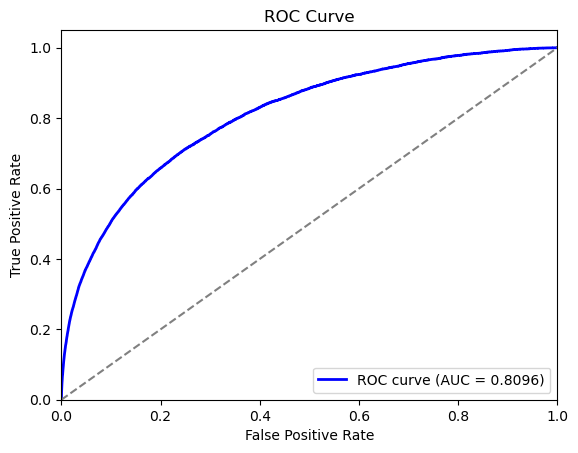 ROC Curve
True Positive Rate
1.0
0.8
0.6
0.4
0.2
0.0
ROC curve (AUC = 0.8096)
0.0 0.2 0.4 0.6 0.8 1.0
False Positive Rate